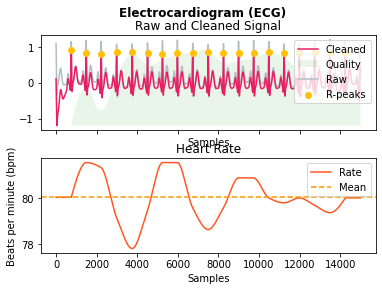 Electrocardiogram (ECG)
Raw and Cleaned Signal
1
0
−1
Cleaned
Quality
Raw
R-peaks
Samples
Heart Rate
Beats per minute (bpm)
80
78
Rate
Mean
0 2000 4000 6000 8000 10000 12000 14000
Samples